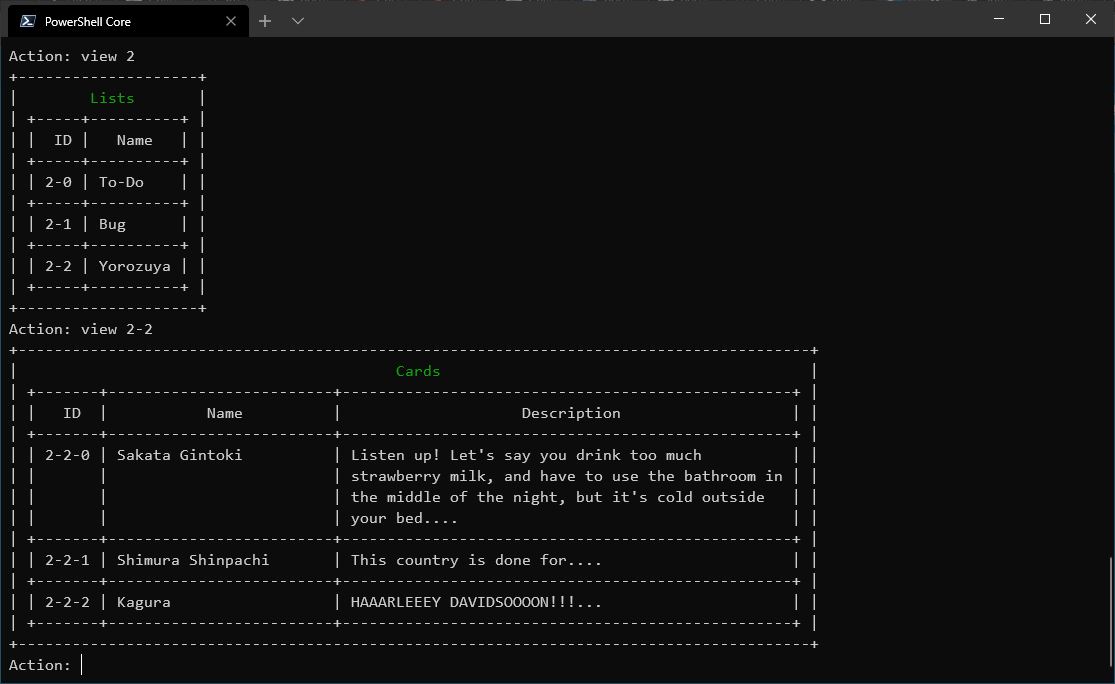 PowerShell Core
Action: view 2
Lists
ID | Name
2-0 | To-Do
2-1 | Bug
2-2 | Yorozuya
Action: view 2-2
Cards
ID | Name | Description
2-2-0 | Sakata Gintoki | Listen up! Let's say you drink too much
strawberry milk, and have to use the bathroom in
the middle of the night, but it's cold outside
your bed....
2-2-1 | Shimura Shinpachi | This country is done for....
2-2-2 | Kagura | HAAARLEEEY DAVIDSOOOON!!!...
Action: